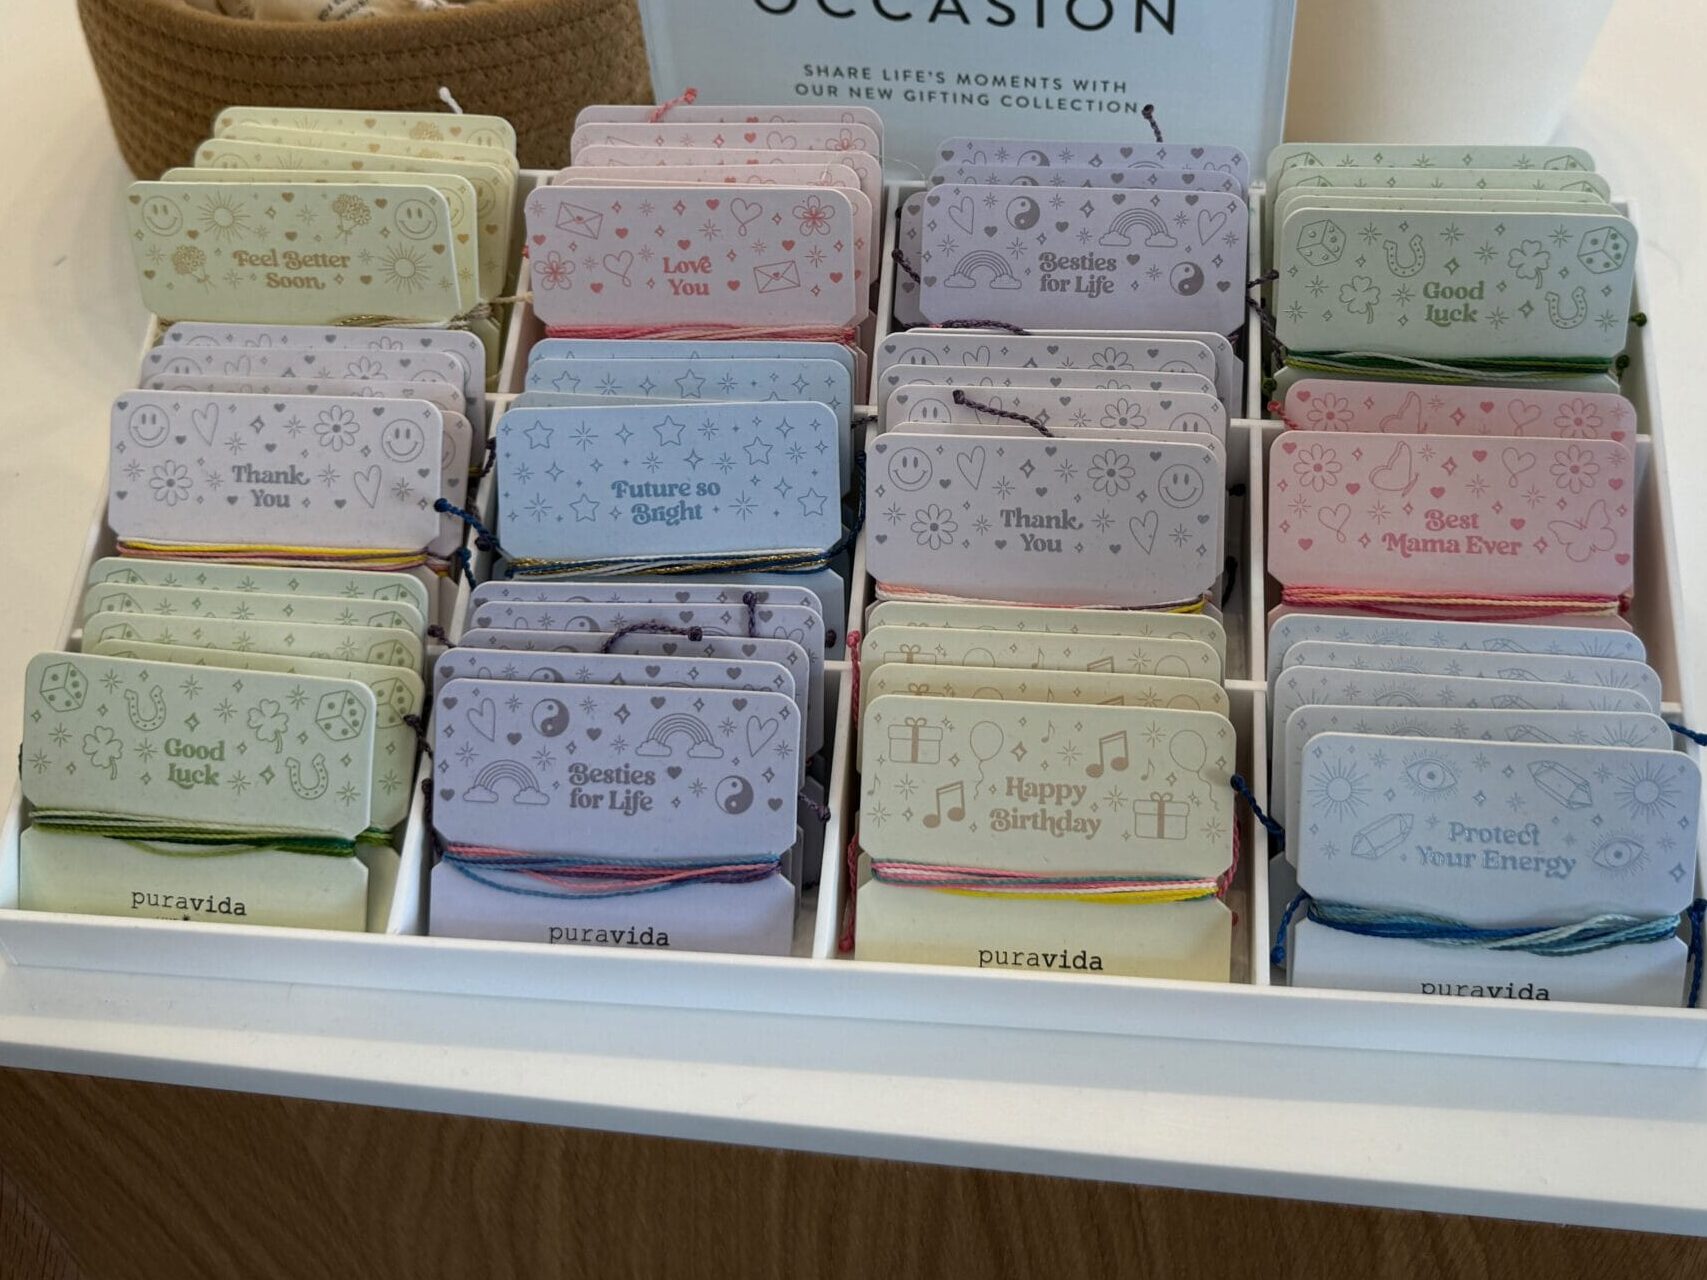 OCCASION
SHARE LIFE'S MOMENTS WITH
OUR NEW GIFTING COLLECTION
Feel Better
Soon
Love
You
Besties
for Life
Good
Luck
Thank
You
Future so
Bright
Thank
You
Best
Mama Ever
Good
Luck
puravida
Besties
for Life
puravida
Happy
Birthday
puravida
Protect
Your Energy
puravida